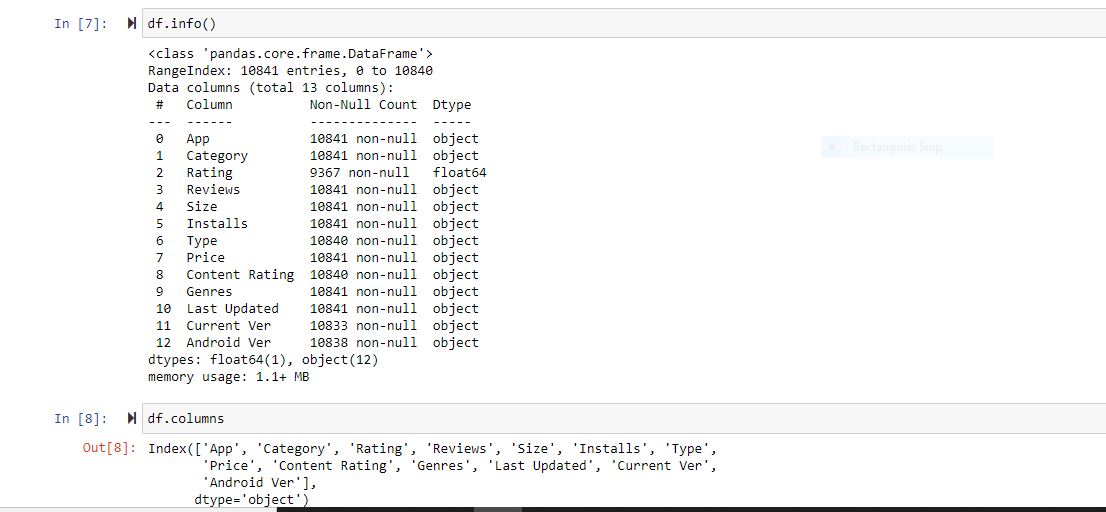 In [7]: df.info()
<class 'pandas.core.frame.DataFrame'>
RangeIndex: 10841 entries, 0 to 10840
Data columns (total 13 columns):
 #   Column          Non-Null Count  Dtype
---  ------          --------------  -----
 0   App             10841 non-null  object
 1   Category        10841 non-null  object
 2   Rating          9367 non-null   float64
 3   Reviews         10841 non-null  object
 4   Size            10841 non-null  object
 5   Installs        10841 non-null  object
 6   Type            10840 non-null  object
 7   Price           10841 non-null  object
 8   Content Rating  10840 non-null  object
 9   Genres          10841 non-null  object
 10  Last Updated    10841 non-null  object
 11  Current Ver     10833 non-null  object
 12  Android Ver     10838 non-null  object
dtypes: float64(1), object(12)
memory usage: 1.1+ MB
Rectangular Snip
In [8]: df.columns
Out[8]: Index(['App', 'Category', 'Rating', 'Reviews', 'Size', 'Installs', 'Type',
'Price', 'Content Rating', 'Genres', 'Last Updated', 'Current Ver',
'Android Ver'],
dtype='object')